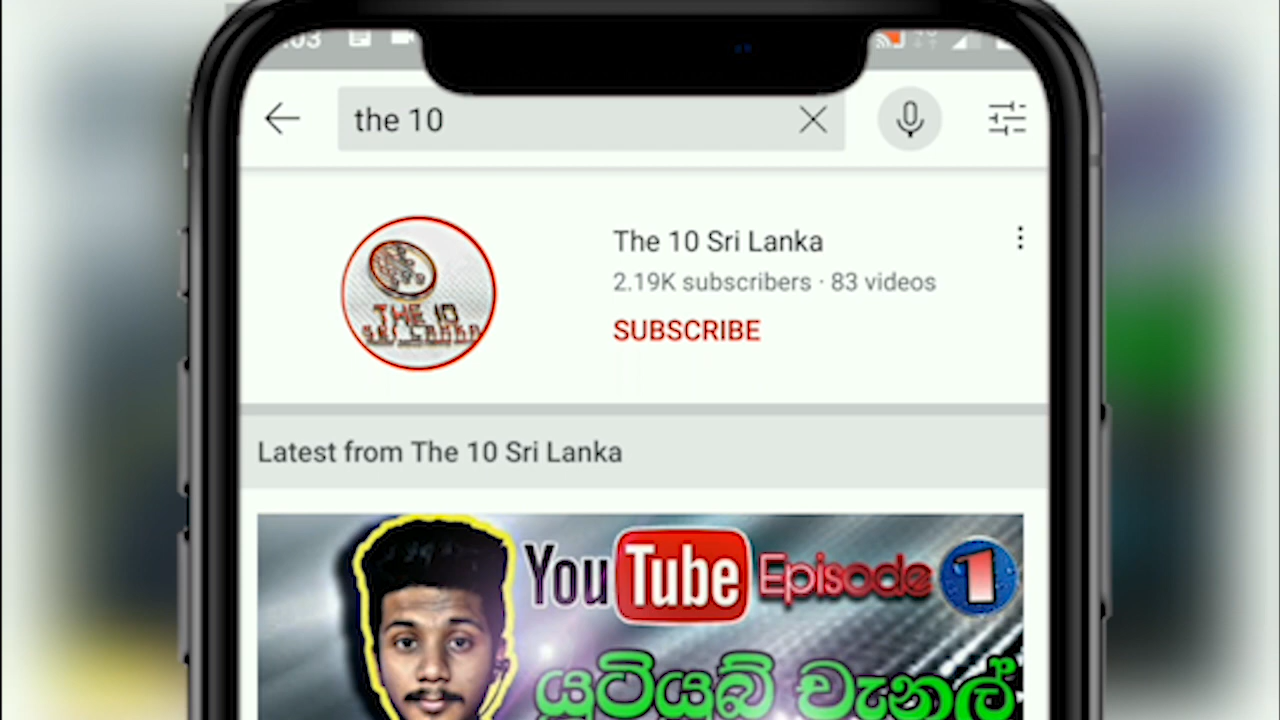 the 10
The 10 Sri Lanka
2.19K subscribers · 83 videos
THE 10
SUBSCRIBE
Latest from The 10 Sri Lanka
YouTube Episode 1
යුටියුබ් චැනල්